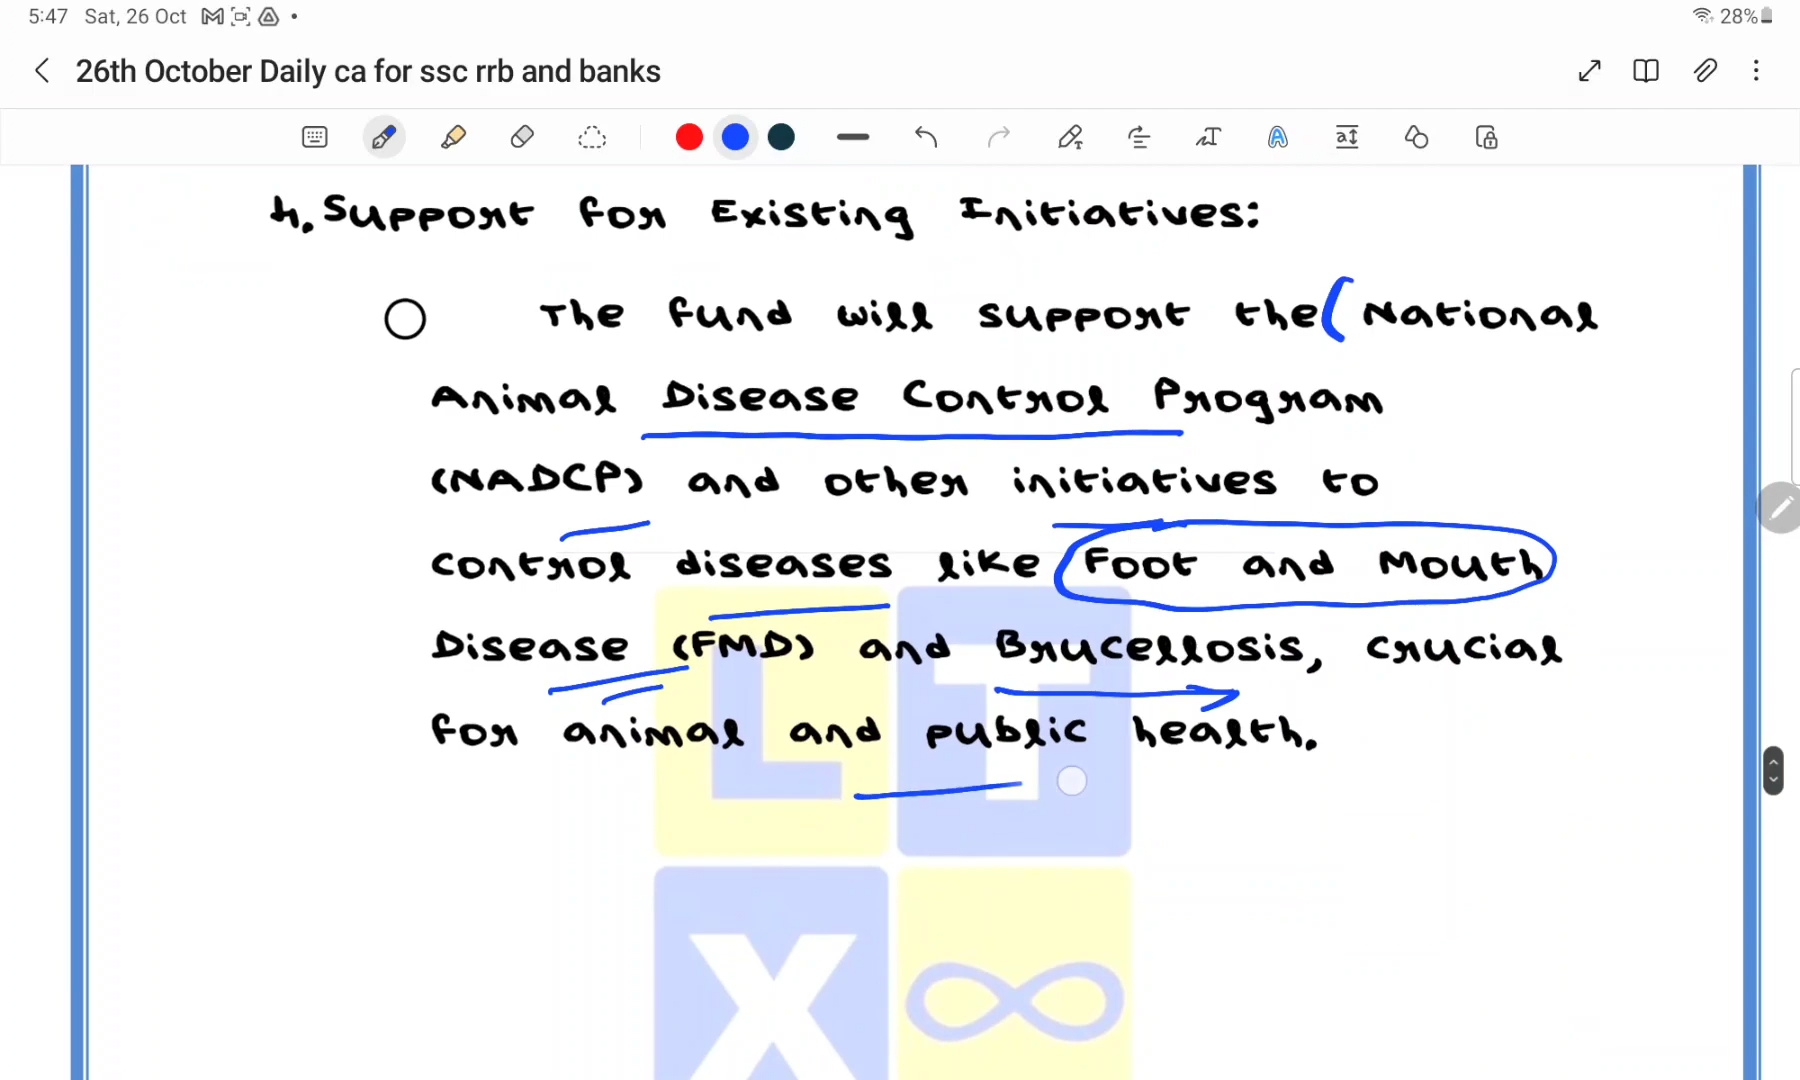 5:47 Sat, 26 Oct
28%
26th October Daily ca for ssc rrb and banks
4. Support for Existing Initiatives:
The fund will support the (National
Animal Disease Control Program
(NADCP) and other initiatives to
control diseases like Foot and Mouth
Disease (FMD) and Brucellosis, crucial
for animal and public health.
L T
X ∞